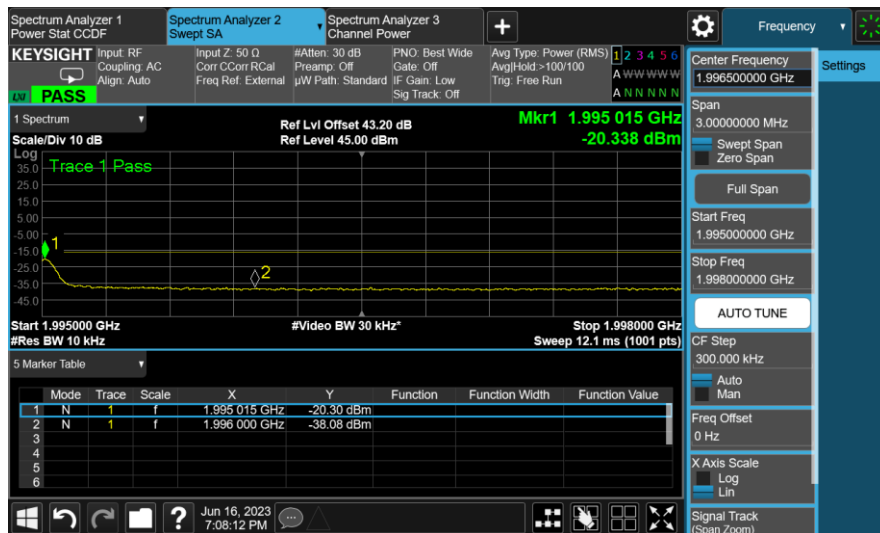 Spectrum Analyzer 1
Power Stat CCDF
Spectrum Analyzer 2
Swept SA
Spectrum Analyzer 3
Channel Power
Frequency
KEYSIGHT
Input: RF
Coupling: AC
Align: Auto
LXI
PASS
Input Z: 50 Ω
Corr CCorr RCal
Freq Ref: External
#Atten: 30 dB
Preamp: Off
µW Path: Standard
PNO: Best Wide
Gate: Off
IF Gain: Low
Sig Track: Off
Avg Type: Power (RMS)
Avg|Hold:>100/100
Trig: Free Run
1 2 3 4 5 6
A W W W W W
A N N N N N
1 Spectrum
Scale/Div 10 dB
Ref Lvl Offset 43.20 dB
Ref Level 45.00 dBm
Mkr1 1.995 015 GHz
-20.338 dBm
Log
Trace 1 Pass
35.0
25.0
15.0
5.00
-5.00
-15.0
-25.0
-35.0
-45.0
1
2
Start 1.995000 GHz
#Video BW 30 kHz*
Stop 1.998000 GHz
#Res BW 10 kHz
Sweep 12.1 ms (1001 pts)
5 Marker Table
Mode Trace Scale X Y Function Function Width Function Value
1 N 1 f 1.995 015 GHz -20.30 dBm
2 N 1 f 1.996 000 GHz -38.08 dBm
3
4
5
6
Jun 16, 2023
7:08:12 PM
Center Frequency
1.996500000 GHz
Settings
Span
3.00000000 MHz
Swept Span
Zero Span
Full Span
Start Freq
1.995000000 GHz
Stop Freq
1.998000000 GHz
AUTO TUNE
CF Step
300.000 kHz
Auto
Man
Freq Offset
0 Hz
X Axis Scale
Log
Lin
Signal Track
(Span Zoom)